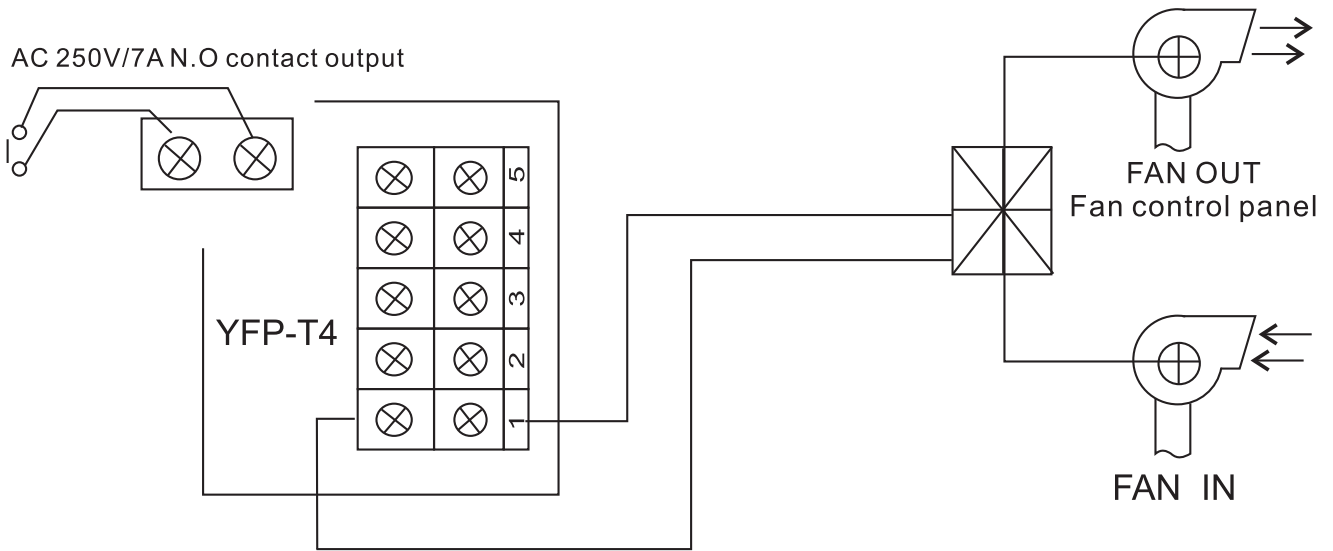 AC 250V/7A N.O contact output
5
4
3
2
1
YFP-T4
FAN OUT
Fan control panel
FAN IN